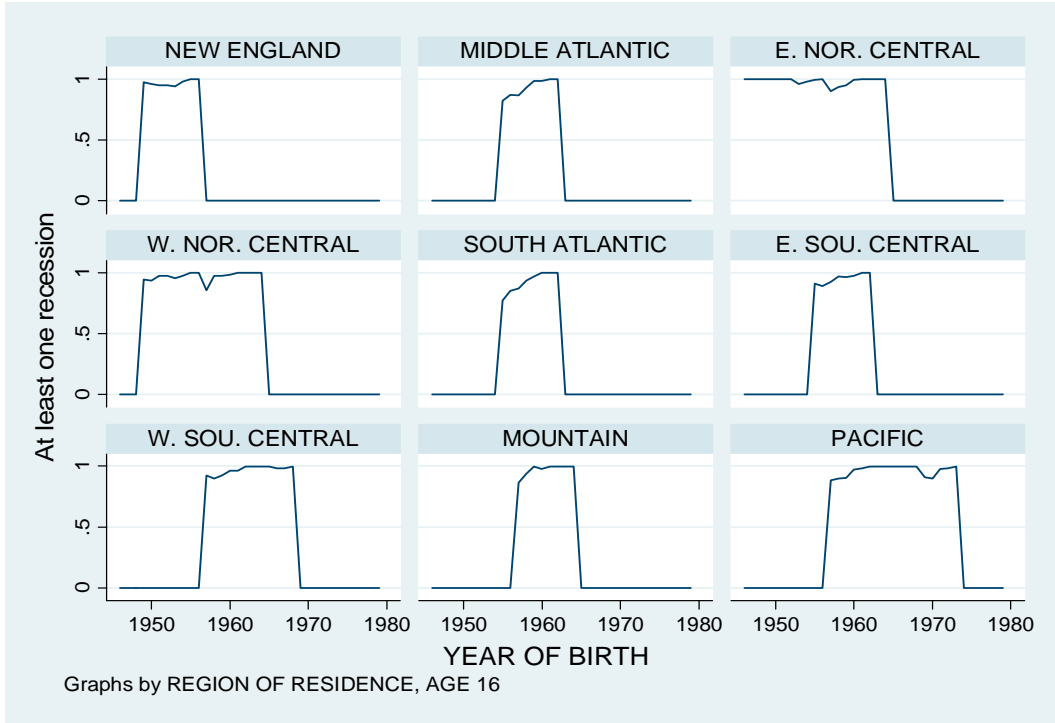 NEW ENGLAND MIDDLE ATLANTIC E. NOR. CENTRAL
1
.5
0
W. NOR. CENTRAL SOUTH ATLANTIC E. SOU. CENTRAL
1
.5
0
W. SOU. CENTRAL MOUNTAIN PACIFIC
1
.5
0
At least one recession
1950 1960 1970 1980 1950 1960 1970 1980 1950 1960 1970 1980
YEAR OF BIRTH
Graphs by REGION OF RESIDENCE, AGE 16